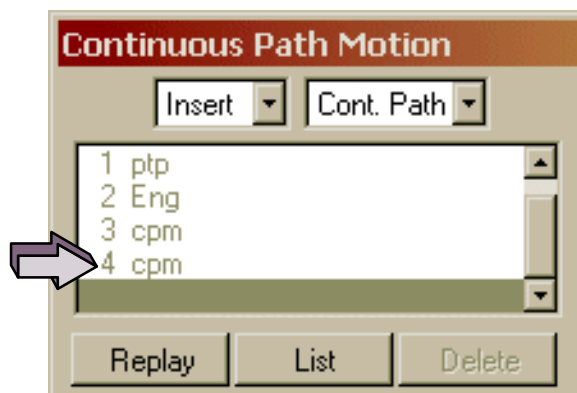 Continuous Path Motion
Insert Cont. Path
1 ptp
2 Eng
3 cpm
4 cpm
Replay List Delete